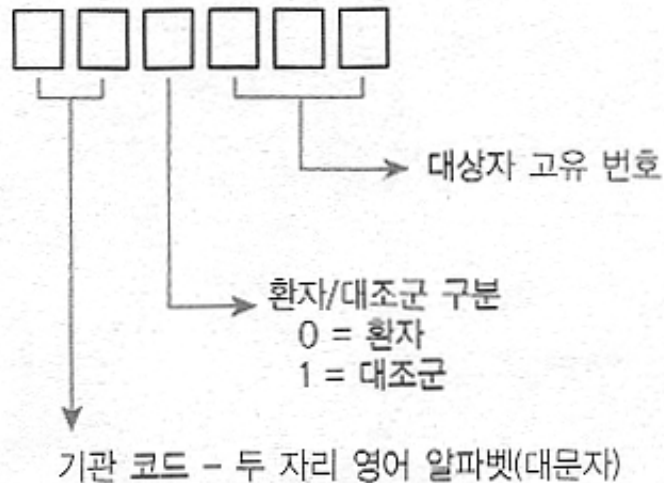 대상자 고유 번호
환자/대조군 구분
0 = 환자
1 = 대조군
기관 코드 - 두 자리 영어 알파벳(대문자)